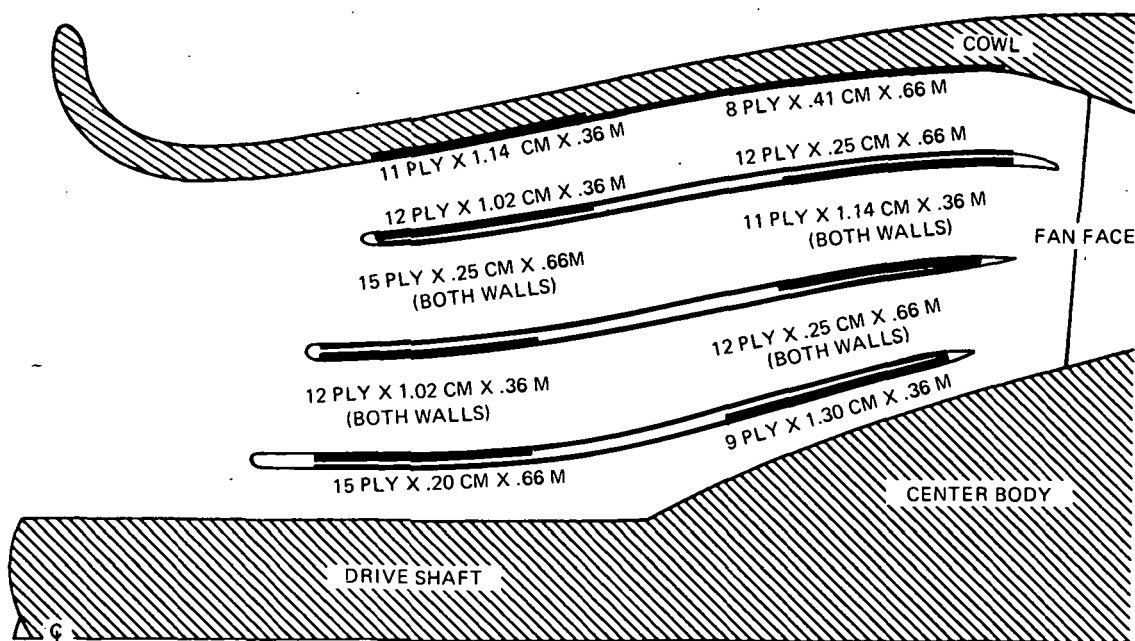 COWL
8 PLY X .41 CM X .66 M
11 PLY X 1.14 CM X .36 M
12 PLY X .25 CM X .66 M
12 PLY X 1.02 CM X .36 M
11 PLY X 1.14 CM X .36 M
(BOTH WALLS)
FAN FACE
15 PLY X .25 CM X .66M
(BOTH WALLS)
12 PLY X .25 CM X .66 M
(BOTH WALLS)
12 PLY X 1.02 CM X .36 M
(BOTH WALLS)
9 PLY X 1.30 CM X .36 M
15 PLY X .20 CM X .66 M
CENTER BODY
DRIVE SHAFT
℄